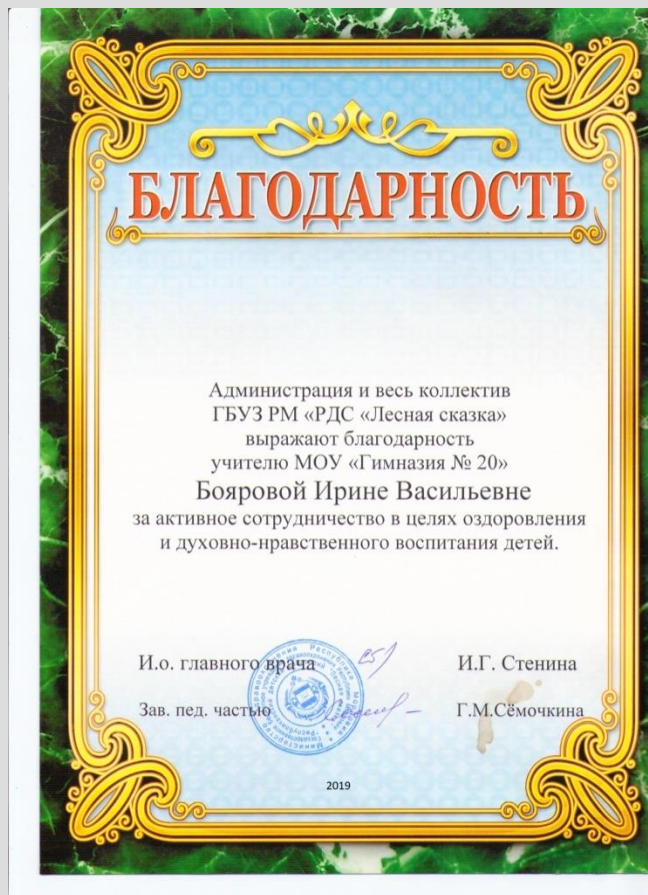 БЛАГОДАРНОСТЬ
Администрация и весь коллектив
ГБУЗ РМ «РДС «Лесная сказка»
выражают благодарность
учителю МОУ «Гимназия № 20»
Бояровой Ирине Васильевне
за активное сотрудничество в целях оздоровления
и духовно-нравственного воспитания детей.
И.о. главного врача И.Г. Стенина
Зав. пед. частью Г.М.Сёмочкина
2019